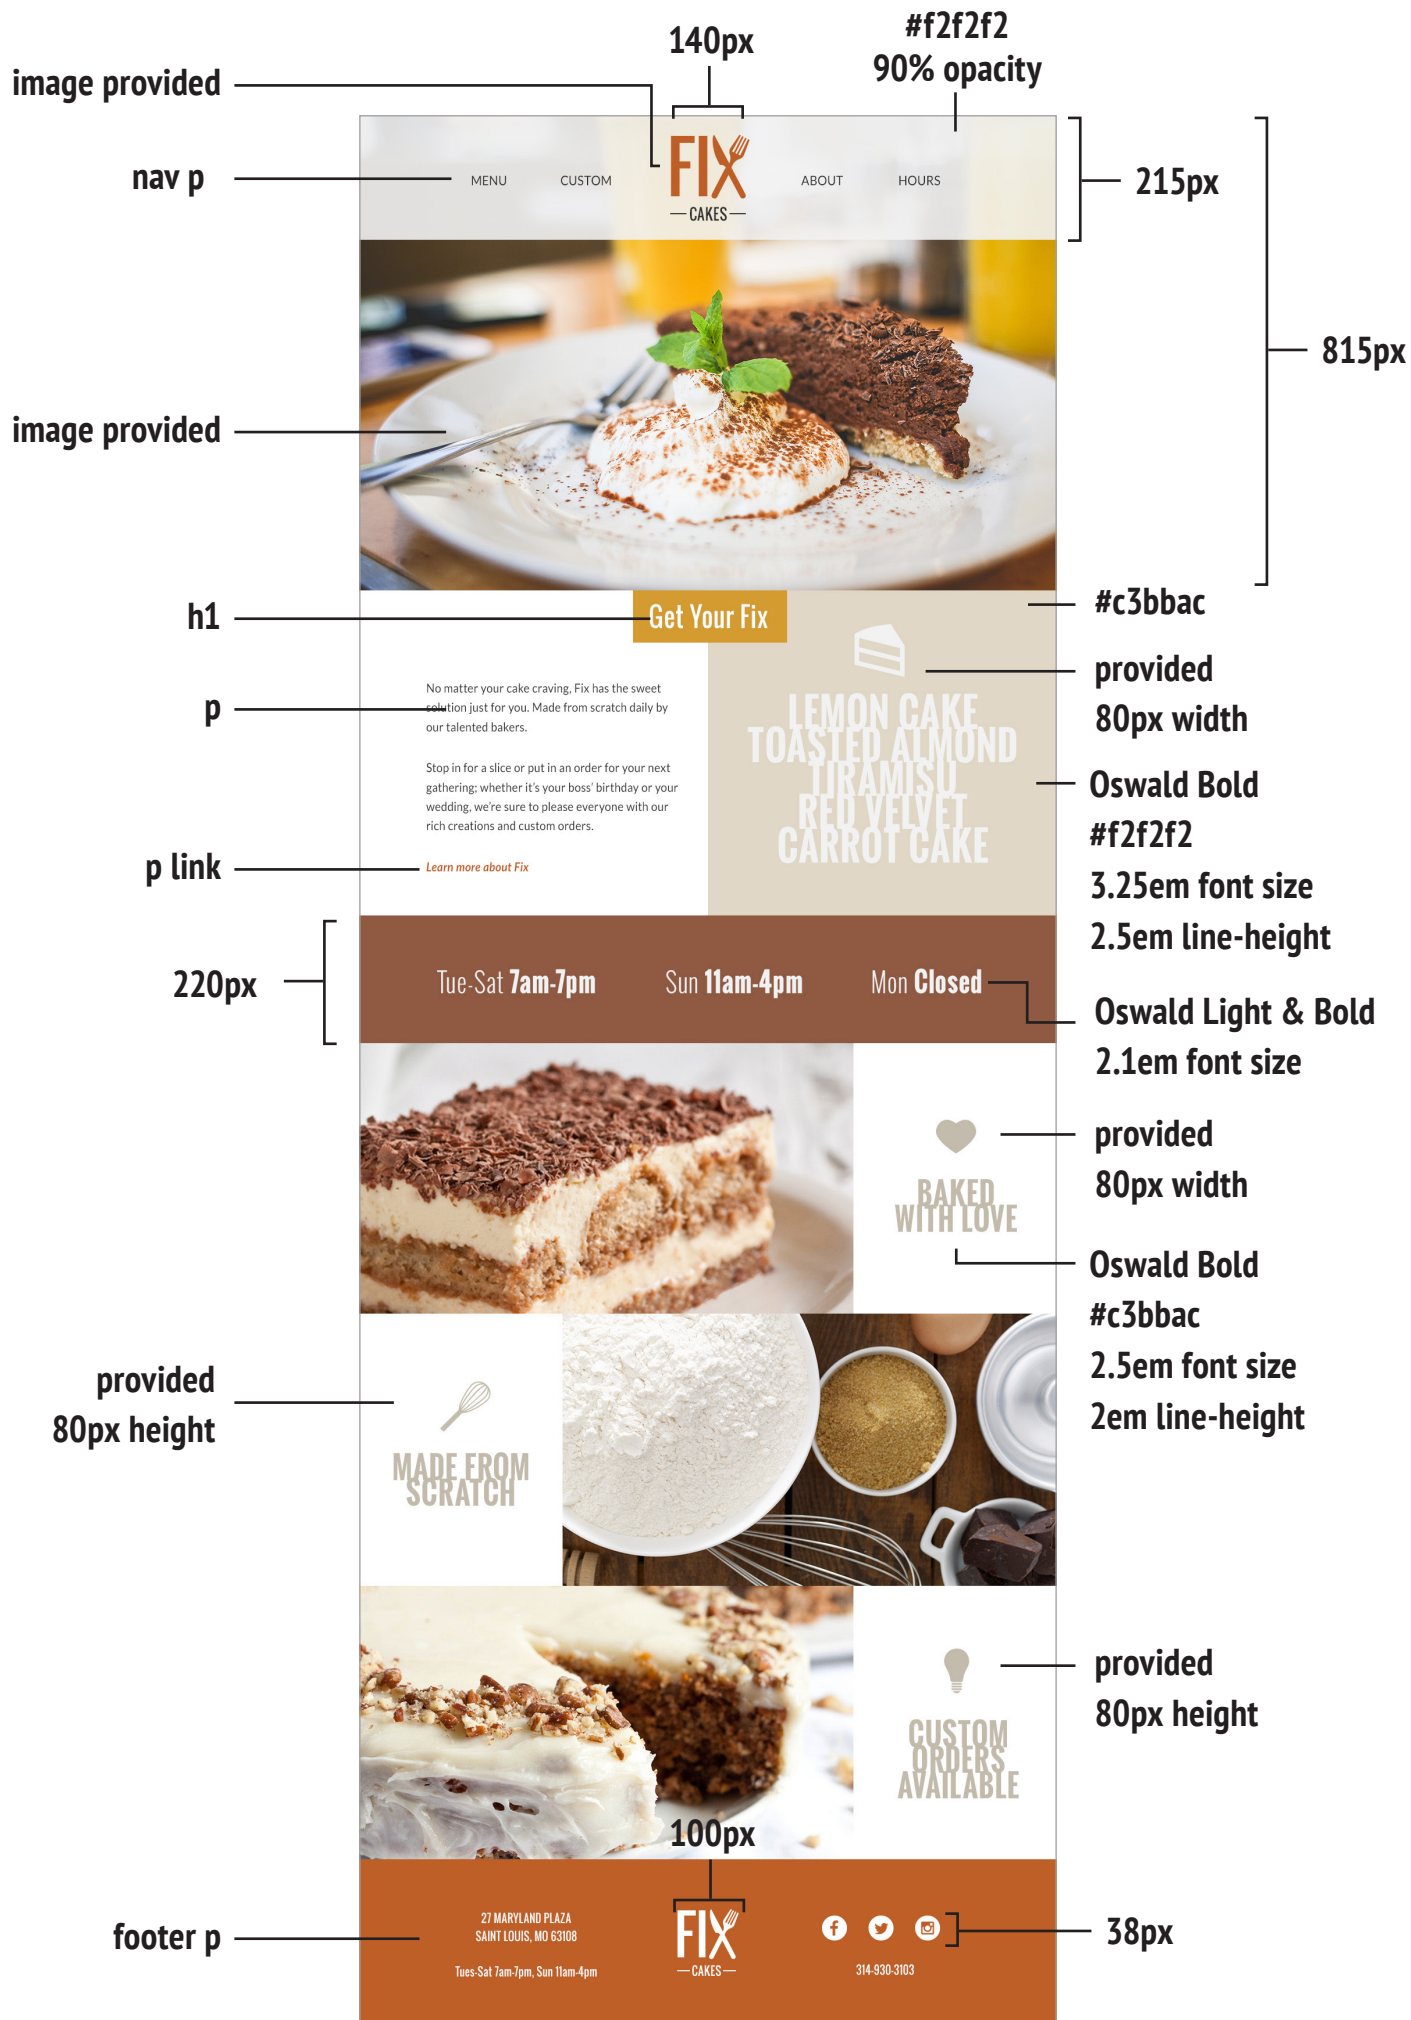 140px
#f2f2f2
90% opacity
image provided
nav p
MENU
CUSTOM
FIX
CAKES
ABOUT
HOURS
215px
815px
image provided
h1
Get Your Fix
#c3bbac
provided
80px width
p
No matter your cake craving, Fix has the sweet
solution just for you. Made from scratch daily by
our talented bakers.
Stop in for a slice or put in an order for your next
gathering; whether it's your boss' birthday or your
wedding, we're sure to please everyone with our
rich creations and custom orders.
p link
Learn more about Fix
LEMON CAKE
TOASTED ALMOND
TIRAMISU
RED VELVET
CARROT CAKE
Oswald Bold
#f2f2f2
3.25em font size
2.5em line-height
220px
Tue-Sat 7am-7pm
Sun 11am-4pm
Mon Closed
Oswald Light & Bold
2.1em font size
provided
80px width
BAKED
WITH LOVE
Oswald Bold
#c3bbac
2.5em font size
2em line-height
provided
80px height
MADE FROM
SCRATCH
provided
80px height
CUSTOM
ORDERS
AVAILABLE
100px
footer p
27 MARYLAND PLAZA
SAINT LOUIS, MO 63108
Tues-Sat 7am-7pm, Sun 11am-4pm
FIX
CAKES
314-930-3103
38px